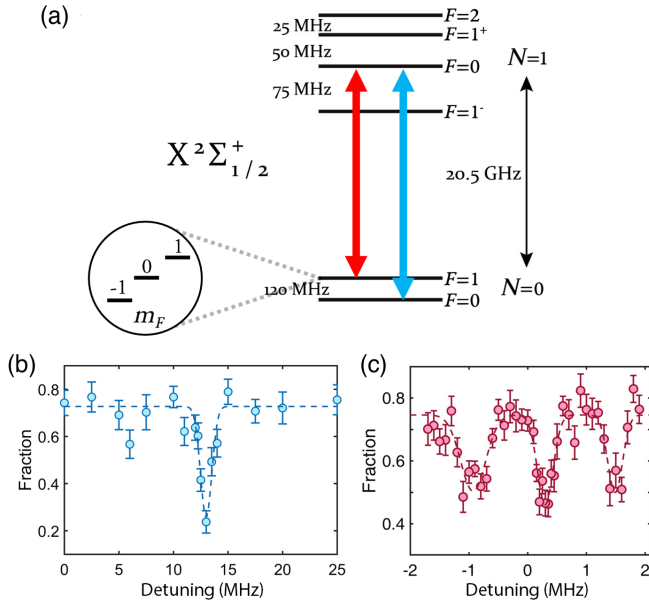 (a)
F=2
25 MHz
F=1+
50 MHz
F=0
N=1
75 MHz
F=1-
X ²Σ⁺₁/₂
20.5 GHz
1
0
-1
mF
F=1
120 MHz
F=0
N=0
(b)
0.8
0.6
0.4
0.2
Fraction
0 5 10 15 20 25
Detuning (MHz)
(c)
0.8
0.6
0.4
Fraction
-2 -1 0 1 2
Detuning (MHz)